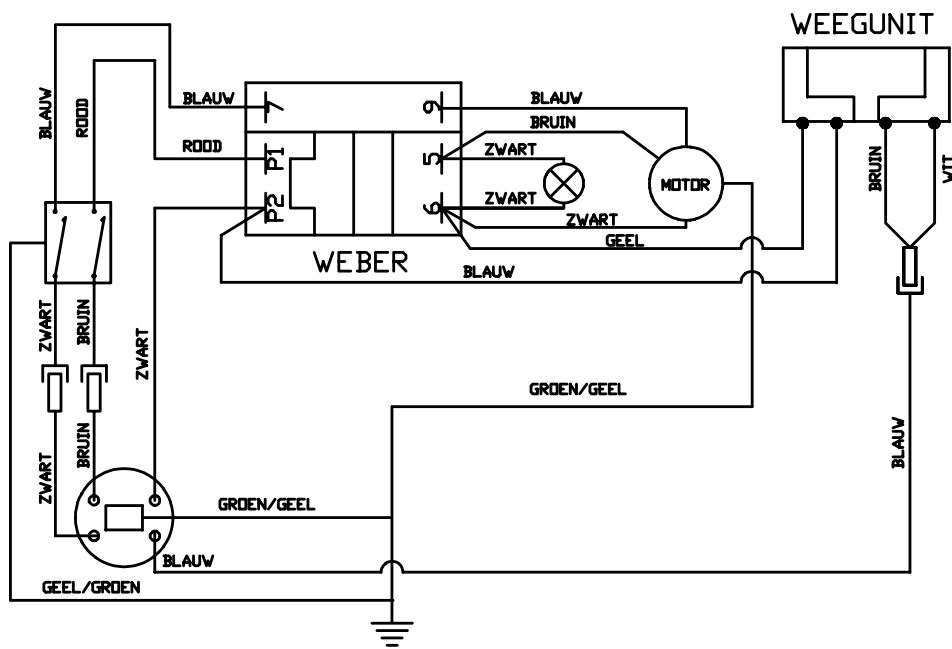 WEEGUNIT
BLAUW
ROOD
BLAUW
7
9
BLAUW
BRUIN
ROOD
P1
5
ZWART
MOTOR
BRUIN
WIT
P2
6
ZWART
ZWART
GEEL
WEBER
BLAUW
ZWART
BRUIN
ZWART
GROEN/GEEL
BLAUW
ZWART
BRUIN
GROEN/GEEL
BLAUW
GEEL/GROEN